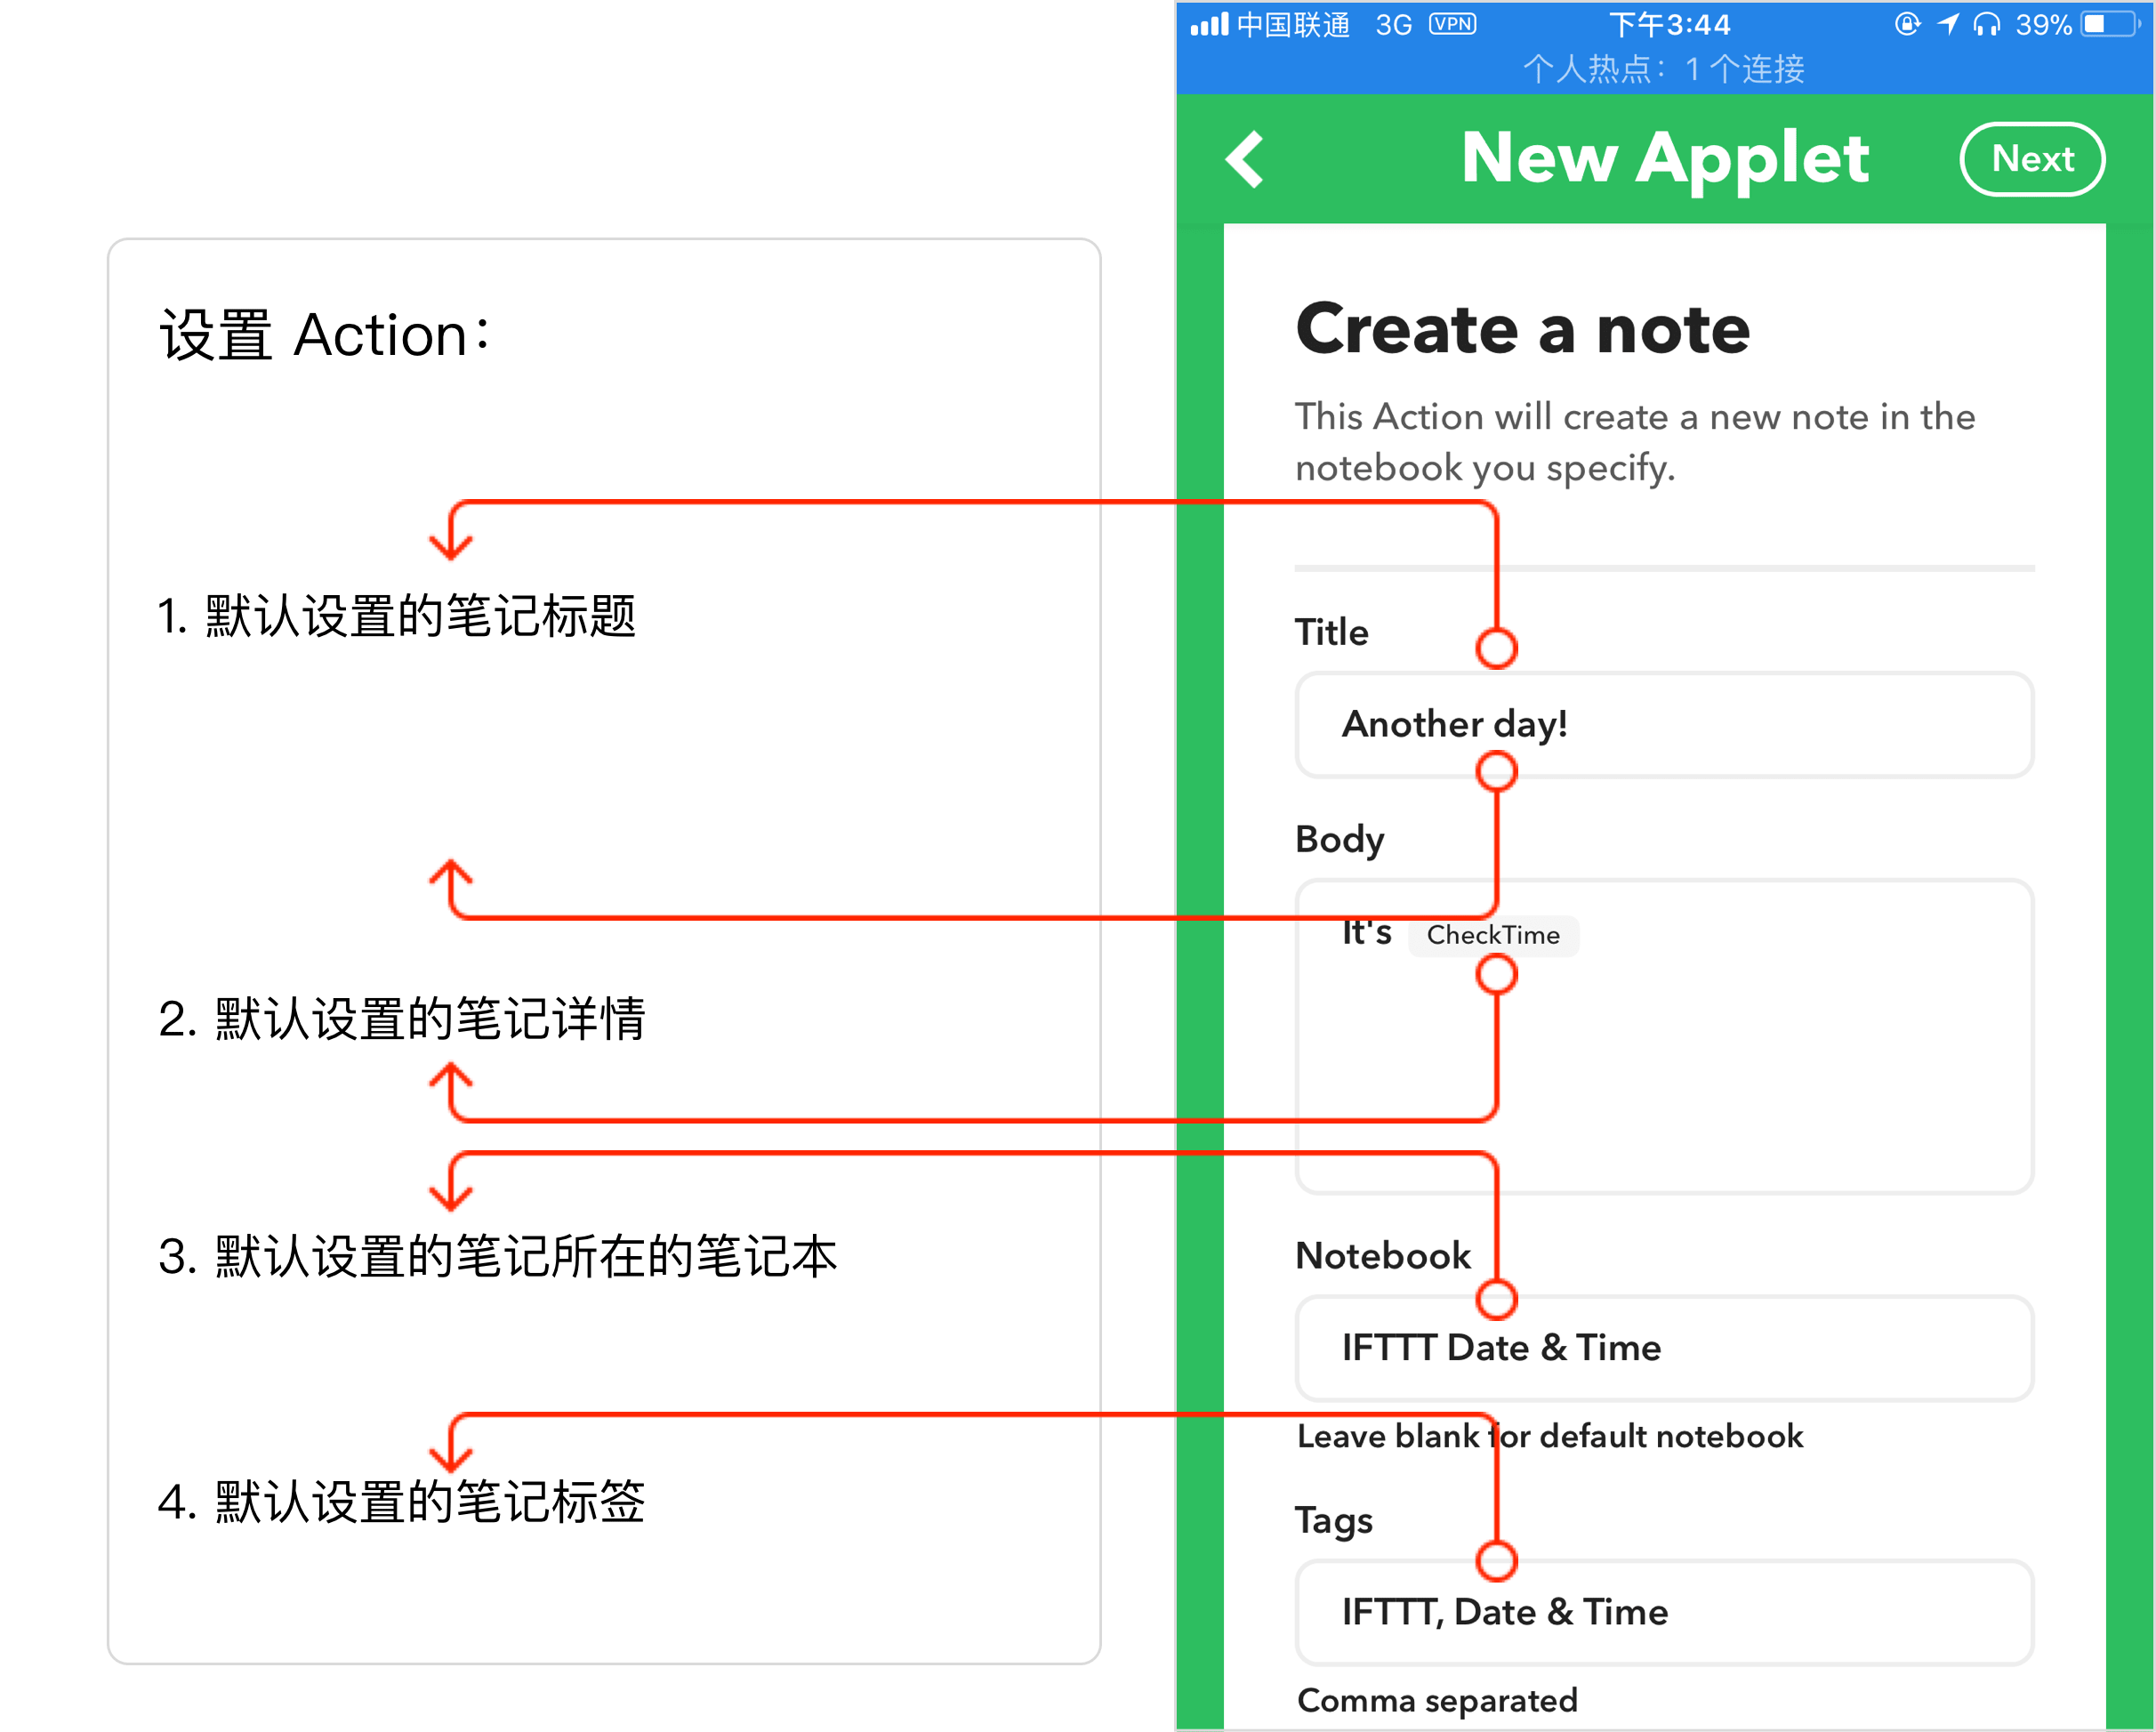 设置 Action：
1. 默认设置的笔记标题
2. 默认设置的笔记详情
3. 默认设置的笔记所在的笔记本
4. 默认设置的笔记标签
中国联通 3G VPN 下午3:44 39%
个人热点：1 个连接
New Applet Next
Create a note
This Action will create a new note in the
notebook you specify.
Title
Another day!
Body
It's CheckTime
Notebook
IFTTT Date & Time
Leave blank for default notebook
Tags
IFTTT, Date & Time
Comma separated